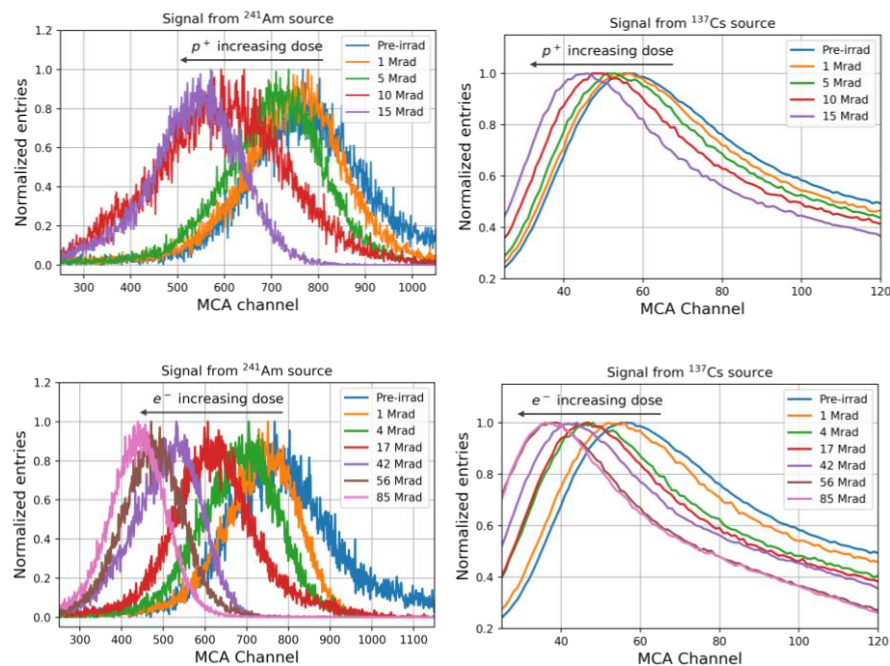 Signal from ²⁴¹Am source
p⁺ increasing dose
Pre-irrad
1 Mrad
5 Mrad
10 Mrad
15 Mrad
Normalized entries
1.2
1.0
0.8
0.6
0.4
0.2
0.0
300 400 500 600 700 800 900 1000
MCA Channel
Signal from ¹³⁷Cs source
p⁺ increasing dose
Pre-irrad
1 Mrad
5 Mrad
10 Mrad
15 Mrad
Normalized entries
1.2
1.0
0.8
0.6
0.4
0.2
40 60 80 100 120
MCA Channel
Signal from ²⁴¹Am source
e⁻ increasing dose
Pre-irrad
1 Mrad
4 Mrad
17 Mrad
42 Mrad
56 Mrad
85 Mrad
Normalized entries
1.2
1.0
0.8
0.6
0.4
0.2
0.0
300 400 500 600 700 800 900 1000 1100
MCA Channel
Signal from ¹³⁷Cs source
e⁻ increasing dose
Pre-irrad
1 Mrad
4 Mrad
17 Mrad
42 Mrad
56 Mrad
85 Mrad
Normalized entries
1.2
1.0
0.8
0.6
0.4
0.2
40 60 80 100 120
MCA Channel